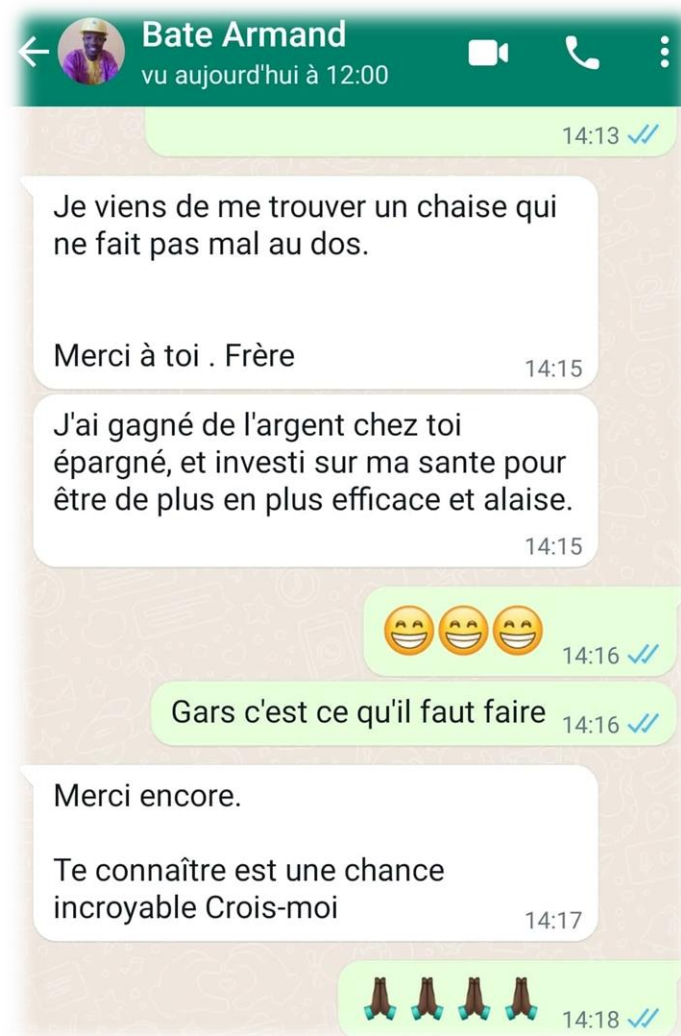 Bate Armand
vu aujourd'hui à 12:00
14:13
Je viens de me trouver un chaise qui
ne fait pas mal au dos.
Merci à toi . Frère
14:15
J'ai gagné de l'argent chez toi
épargné, et investi sur ma sante pour
être de plus en plus efficace et alaise.
14:15
😁😁😁 14:16
Gars c'est ce qu'il faut faire 14:16
Merci encore.
Te connaître est une chance
incroyable Crois-moi
14:17
🙏🏿🙏🏿🙏🏿🙏🏿 14:18